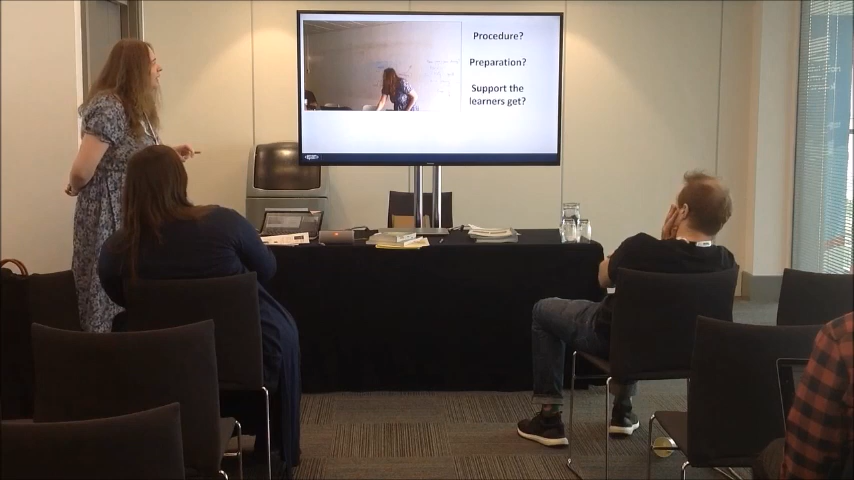 Procedure?
Preparation?
Support the
learners get?